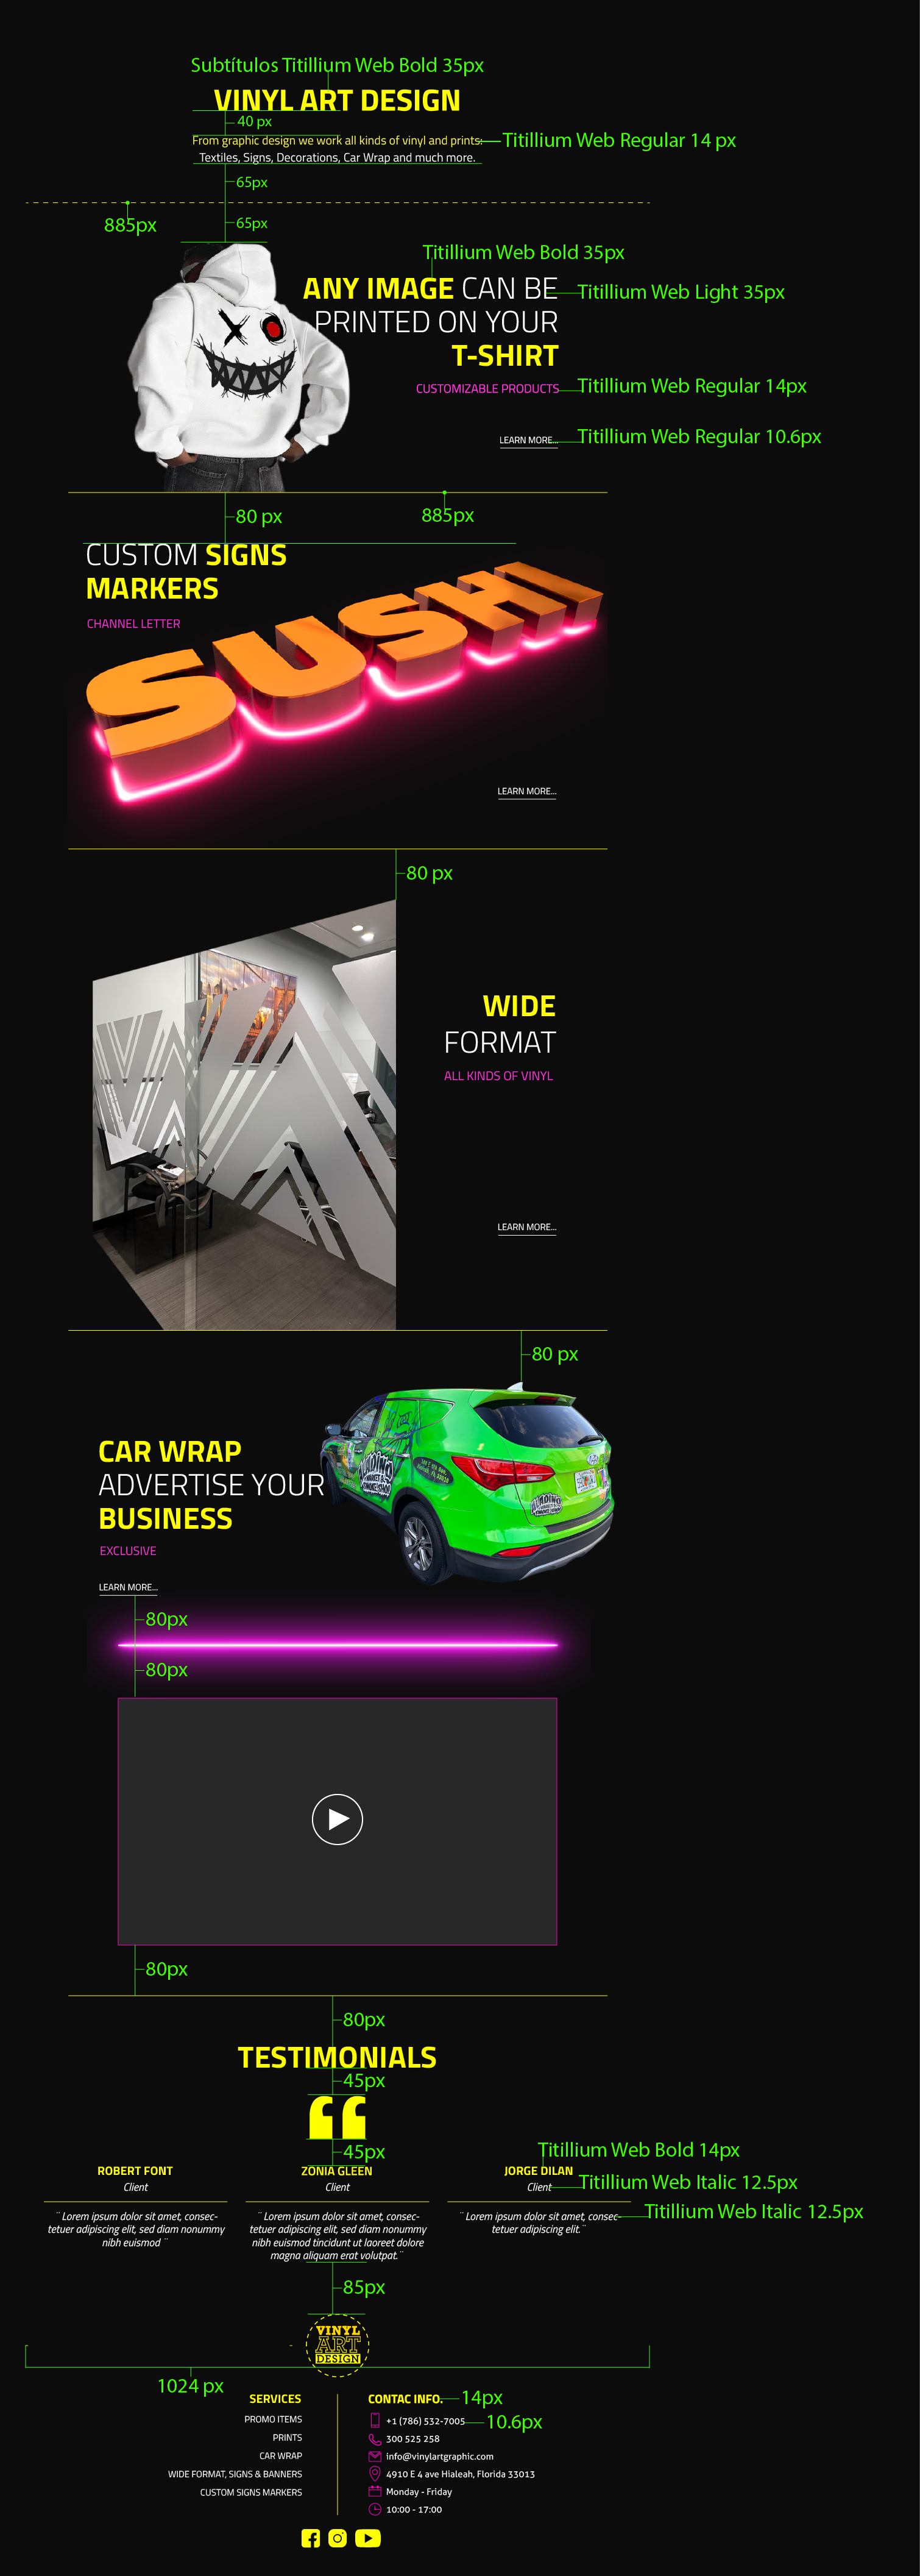 Subtítulos Titillium Web Bold 35px
VINYL ART DESIGN
40 px
From graphic design we work all kinds of vinyl and prints:
Titillium Web Regular 14 px
Textiles, Signs, Decorations, Car Wrap and much more.
65px
885px
65px
Titillium Web Bold 35px
ANY IMAGE CAN BE
Titillium Web Light 35px
PRINTED ON YOUR
T-SHIRT
CUSTOMIZABLE PRODUCTS
Titillium Web Regular 14px
LEARN MORE...
Titillium Web Regular 10.6px
80 px
885px
CUSTOM SIGNS
MARKERS
CHANNEL LETTER
SUSHI
LEARN MORE...
80 px
WIDE
FORMAT
ALL KINDS OF VINYL
LEARN MORE...
80 px
CAR WRAP
ADVERTISE YOUR
BUSINESS
EXCLUSIVE
LEARN MORE...
80px
80px
80px
80px
TESTIMONIALS
45px
45px
Titillium Web Bold 14px
ROBERT FONT
Client
¨ Lorem ipsum dolor sit amet, consec-
tetuer adipiscing elit, sed diam nonummy
nibh euismod ¨
ZONIA GLEEN
Client
¨ Lorem ipsum dolor sit amet, consec-
tetuer adipiscing elit, sed diam nonummy
nibh euismod tincidunt ut laoreet dolore
magna aliquam erat volutpat.¨
JORGE DILAN
Client
Titillium Web Italic 12.5px
¨ Lorem ipsum dolor sit amet, consec-
tetuer adipiscing elit.¨
Titillium Web Italic 12.5px
85px
VINYL
ART
DESIGN
1024 px
SERVICES
PROMO ITEMS
PRINTS
CAR WRAP
WIDE FORMAT, SIGNS & BANNERS
CUSTOM SIGNS MARKERS
CONTAC INFO.
14px
+1 (786) 532-7005
10.6px
300 525 258
info@vinylartgraphic.com
4910 E 4 ave Hialeah, Florida 33013
Monday - Friday
10:00 - 17:00